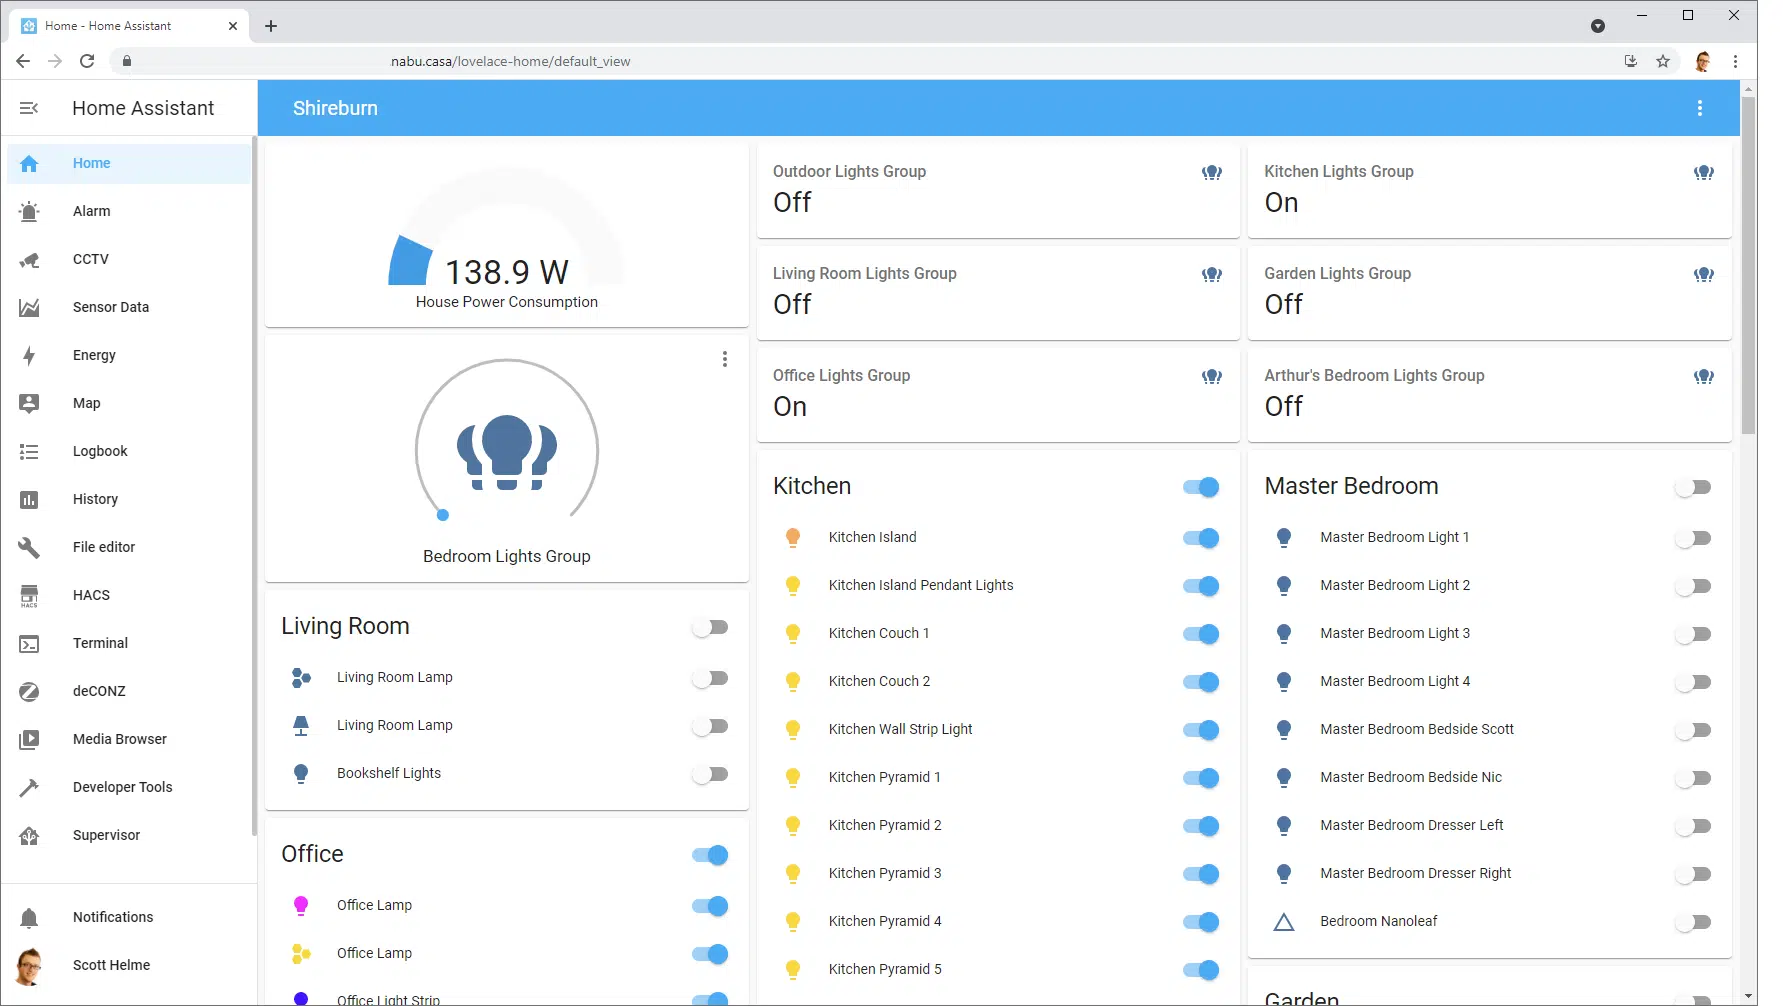 Home - Home Assistant
nabu.casa/lovelace-home/default_view
Home Assistant
Shireburn
Home
Alarm
CCTV
Sensor Data
Energy
Map
Logbook
History
File editor
HACS
HACS
Terminal
deCONZ
Media Browser
Developer Tools
Supervisor
Notifications
Scott Helme
138.9 W
House Power Consumption
Bedroom Lights Group
Living Room
Living Room Lamp
Living Room Lamp
Bookshelf Lights
Office
Office Lamp
Office Lamp
Office Light Strip
Outdoor Lights Group
Off
Living Room Lights Group
Off
Office Lights Group
On
Kitchen Lights Group
On
Garden Lights Group
Off
Arthur's Bedroom Lights Group
Off
Kitchen
Kitchen Island
Kitchen Island Pendant Lights
Kitchen Couch 1
Kitchen Couch 2
Kitchen Wall Strip Light
Kitchen Pyramid 1
Kitchen Pyramid 2
Kitchen Pyramid 3
Kitchen Pyramid 4
Kitchen Pyramid 5
Master Bedroom
Master Bedroom Light 1
Master Bedroom Light 2
Master Bedroom Light 3
Master Bedroom Light 4
Master Bedroom Bedside Scott
Master Bedroom Bedside Nic
Master Bedroom Dresser Left
Master Bedroom Dresser Right
Bedroom Nanoleaf
Garden